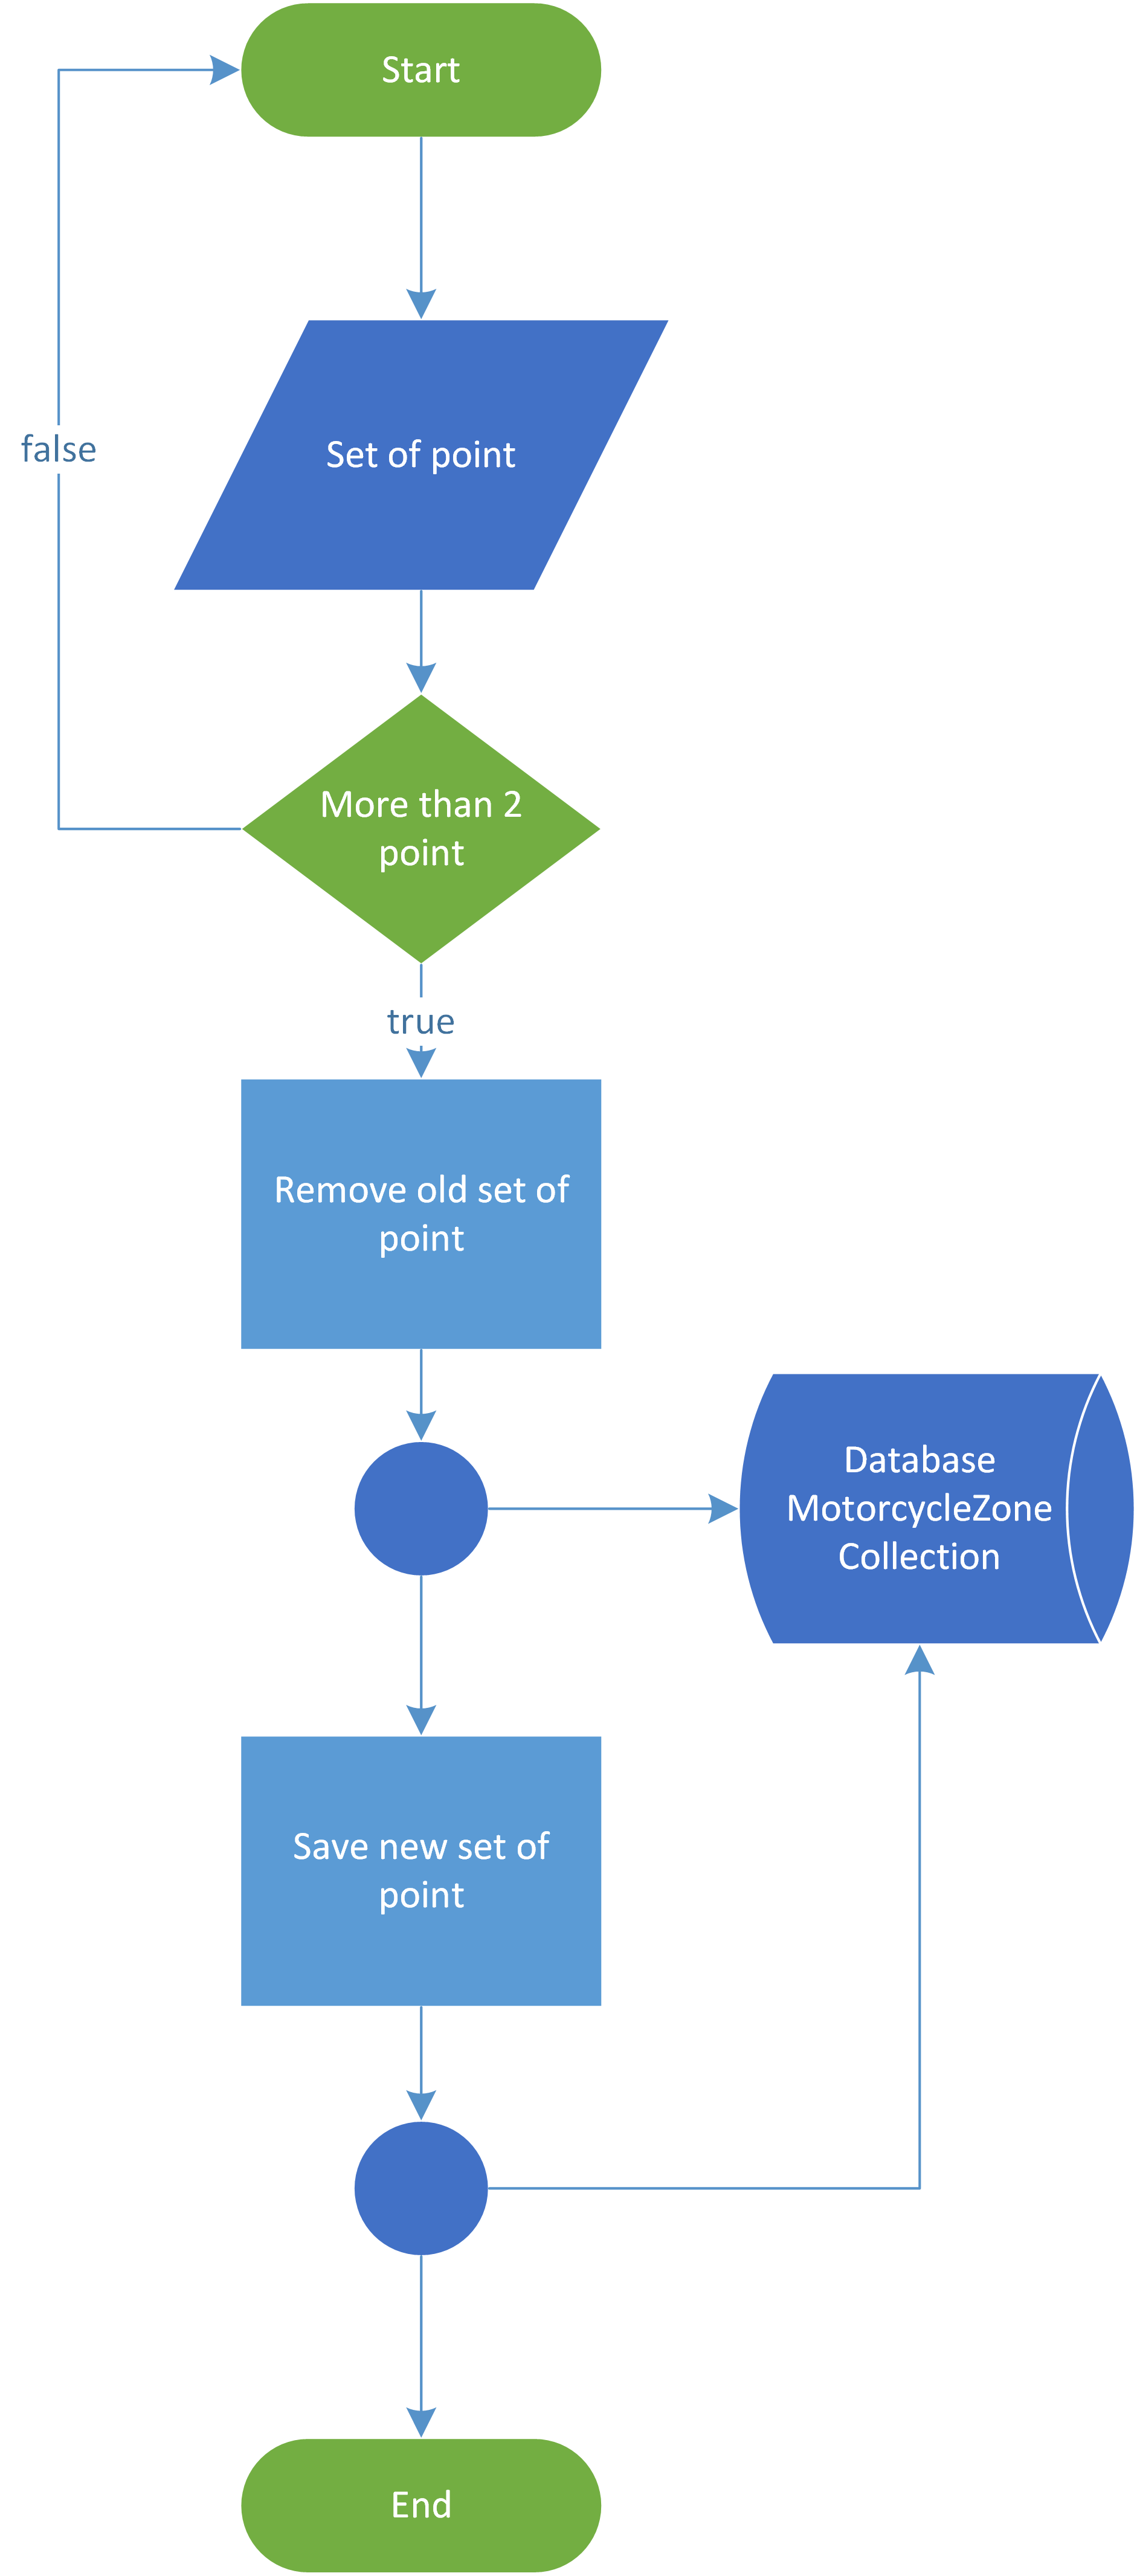 Start
false
Set of point
More than 2
point
true
Remove old set of
point
Database
MotorcycleZone
Collection
Save new set of
point
End